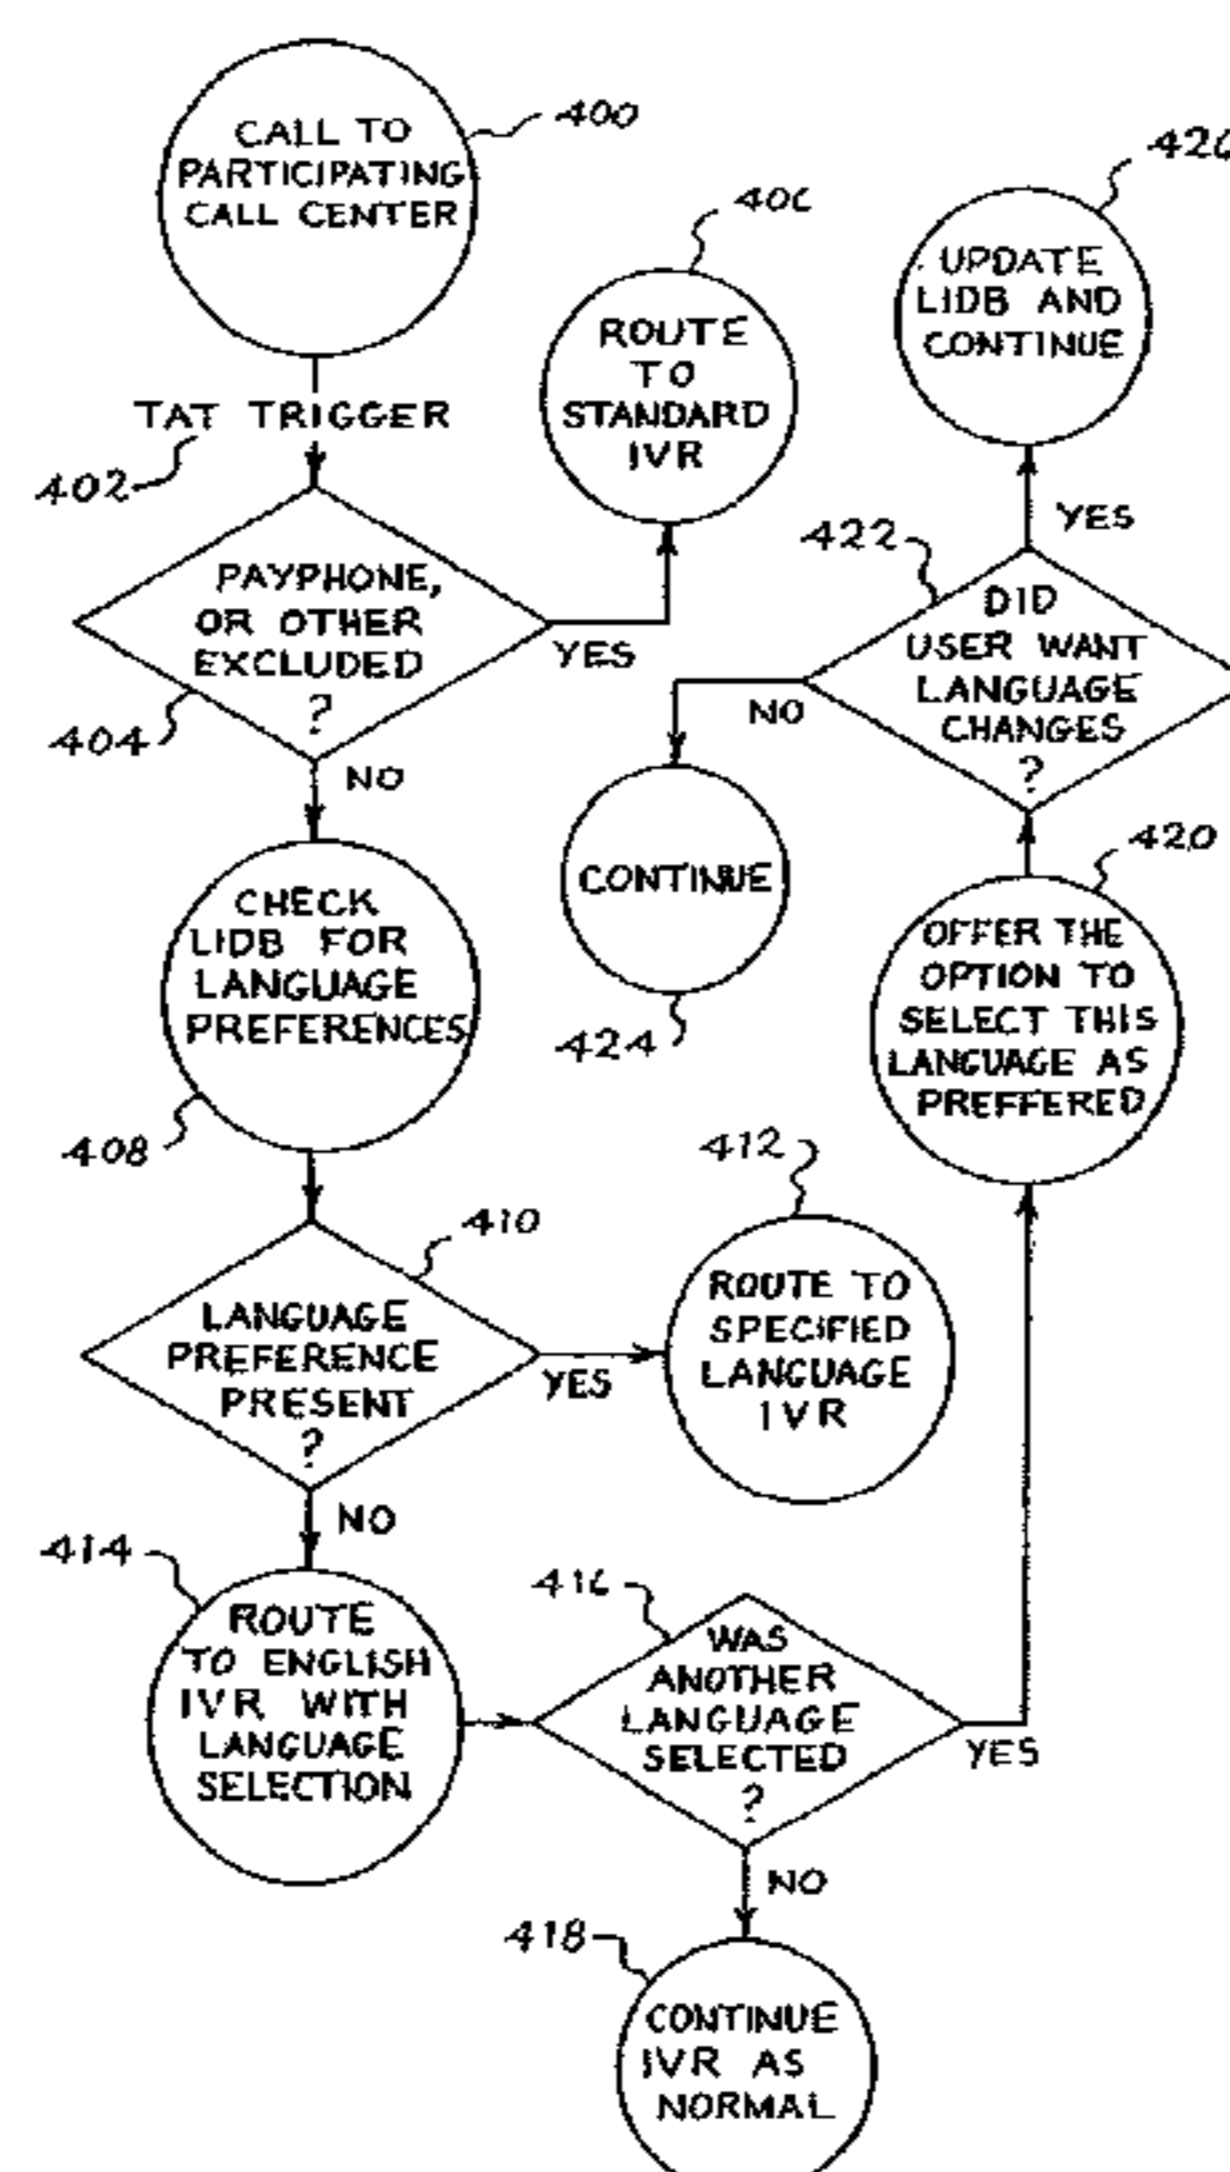 CALL TO
PARTICIPATING
CALL CENTER
400
TAT TRIGGER
402
PAYPHONE,
OR OTHER
EXCLUDED
?
404
YES
406
ROUTE
TO
STANDARD
IVR
NO
CHECK
LIDB FOR
LANGUAGE
PREFERENCES
408
LANGUAGE
PREFERENCE
PRESENT
?
410
YES
412
ROUTE TO
SPECIFIED
LANGUAGE
IVR
NO
414
ROUTE
TO ENGLISH
IVR WITH
LANGUAGE
SELECTION
416
WAS
ANOTHER
LANGUAGE
SELECTED
?
NO
418
CONTINUE
IVR AS
NORMAL
YES
420
OFFER THE
OPTION TO
SELECT THIS
LANGUAGE AS
PREFFERED
422
DID
USER WANT
LANGUAGE
CHANGES
?
NO
CONTINUE
424
YES
426
UPDATE
LIDB AND
CONTINUE